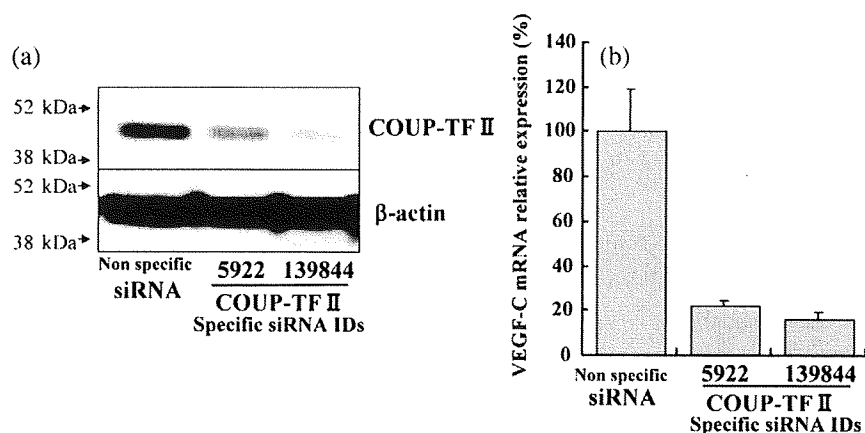 (a)
52 kDa
38 kDa
COUP-TF Ⅱ
52 kDa
38 kDa
β-actin
Non specific
siRNA
5922 139844
COUP-TF Ⅱ
Specific siRNA IDs
(b)
VEGF-C mRNA relative expression (%)
140
120
100
80
60
40
20
0
Non specific
siRNA
5922 139844
COUP-TF Ⅱ
Specific siRNA IDs